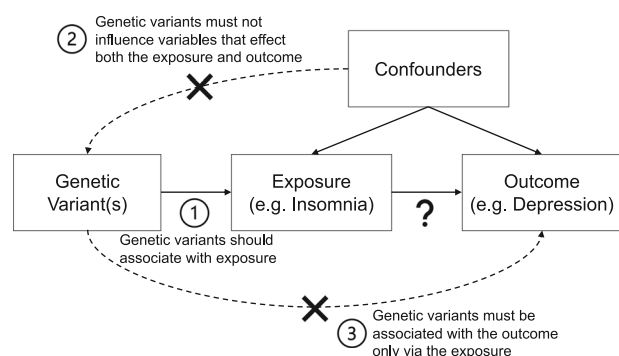 Genetic variants must not
influence variables that effect
both the exposure and outcome
2
Confounders
Genetic
Variant(s)
Exposure
(e.g. Insomnia)
Outcome
(e.g. Depression)
1
?
Genetic variants should
associate with exposure
3
Genetic variants must be
associated with the outcome
only via the exposure